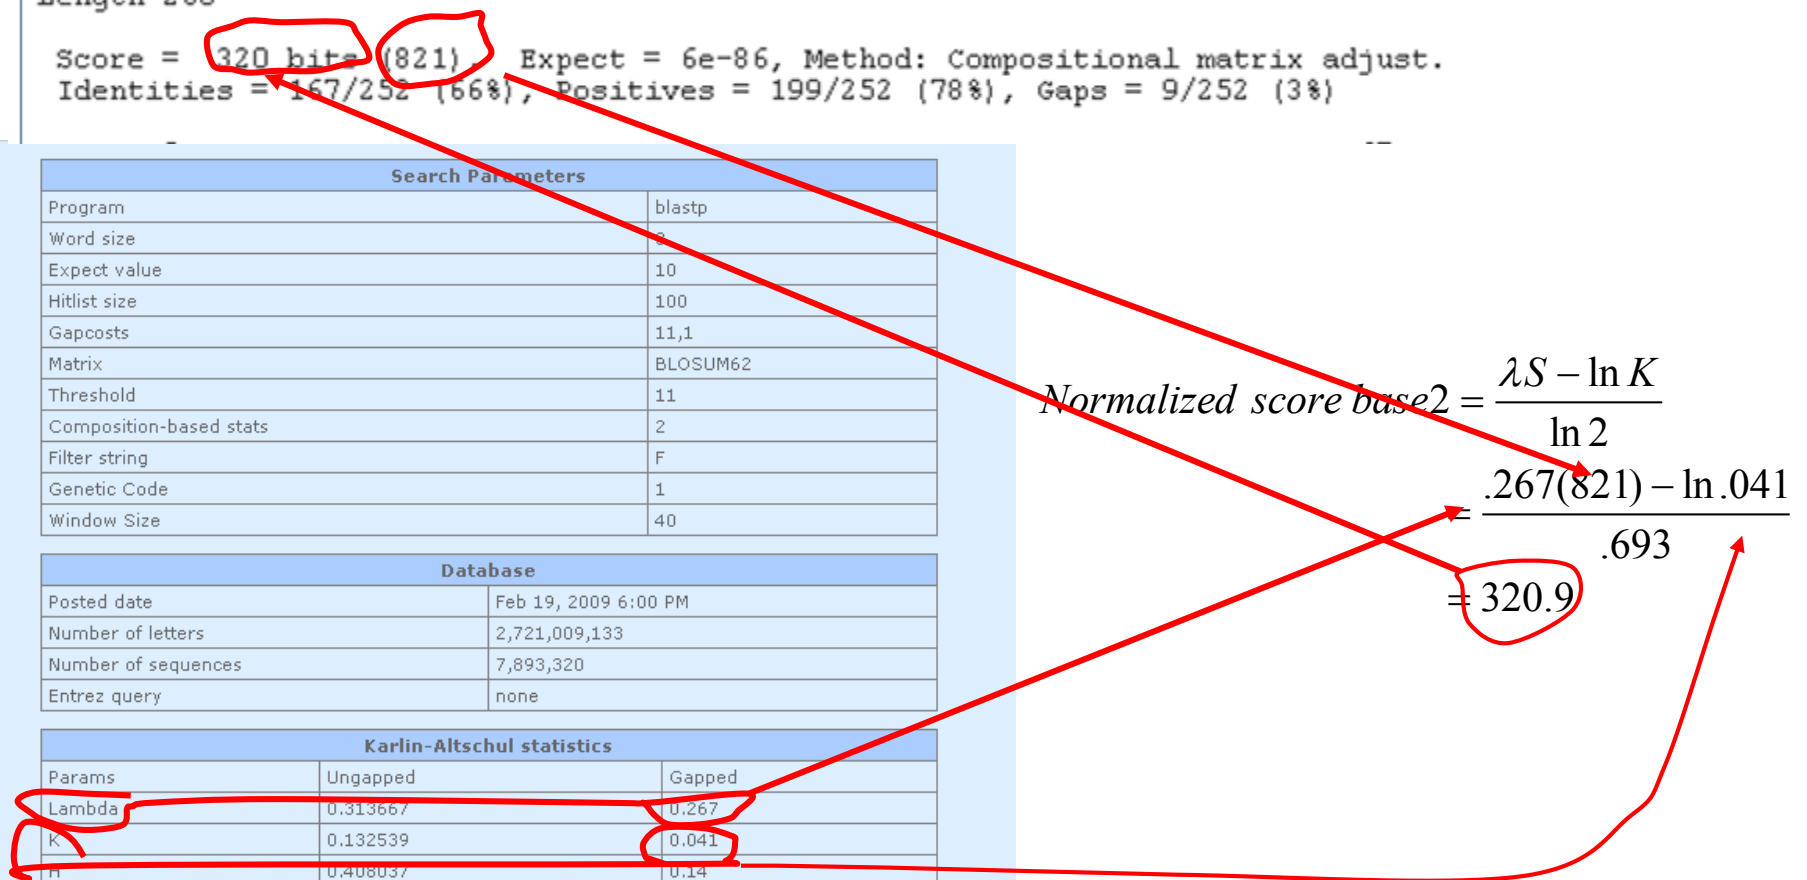 Score = 320 bits (821), Expect = 6e-86, Method: Compositional matrix adjust.
Identities = 167/252 (66%), Positives = 199/252 (78%), Gaps = 9/252 (3%)
Search Parameters
Program blastp
Word size
Expect value 10
Hitlist size 100
Gapcosts 11,1
Matrix BLOSUM62
Threshold 11
Composition-based stats 2
Filter string F
Genetic Code 1
Window Size 40
Normalized score base2 = λS − ln K / ln 2
= .267(821) − ln .041 / .693
= 320.9
Database
Posted date Feb 19, 2009 6:00 PM
Number of letters 2,721,009,133
Number of sequences 7,893,320
Entrez query none
Karlin-Altschul statistics
Params Ungapped Gapped
Lambda 0.313667 0.267
K 0.132539 0.041
H 0.408037 0.14